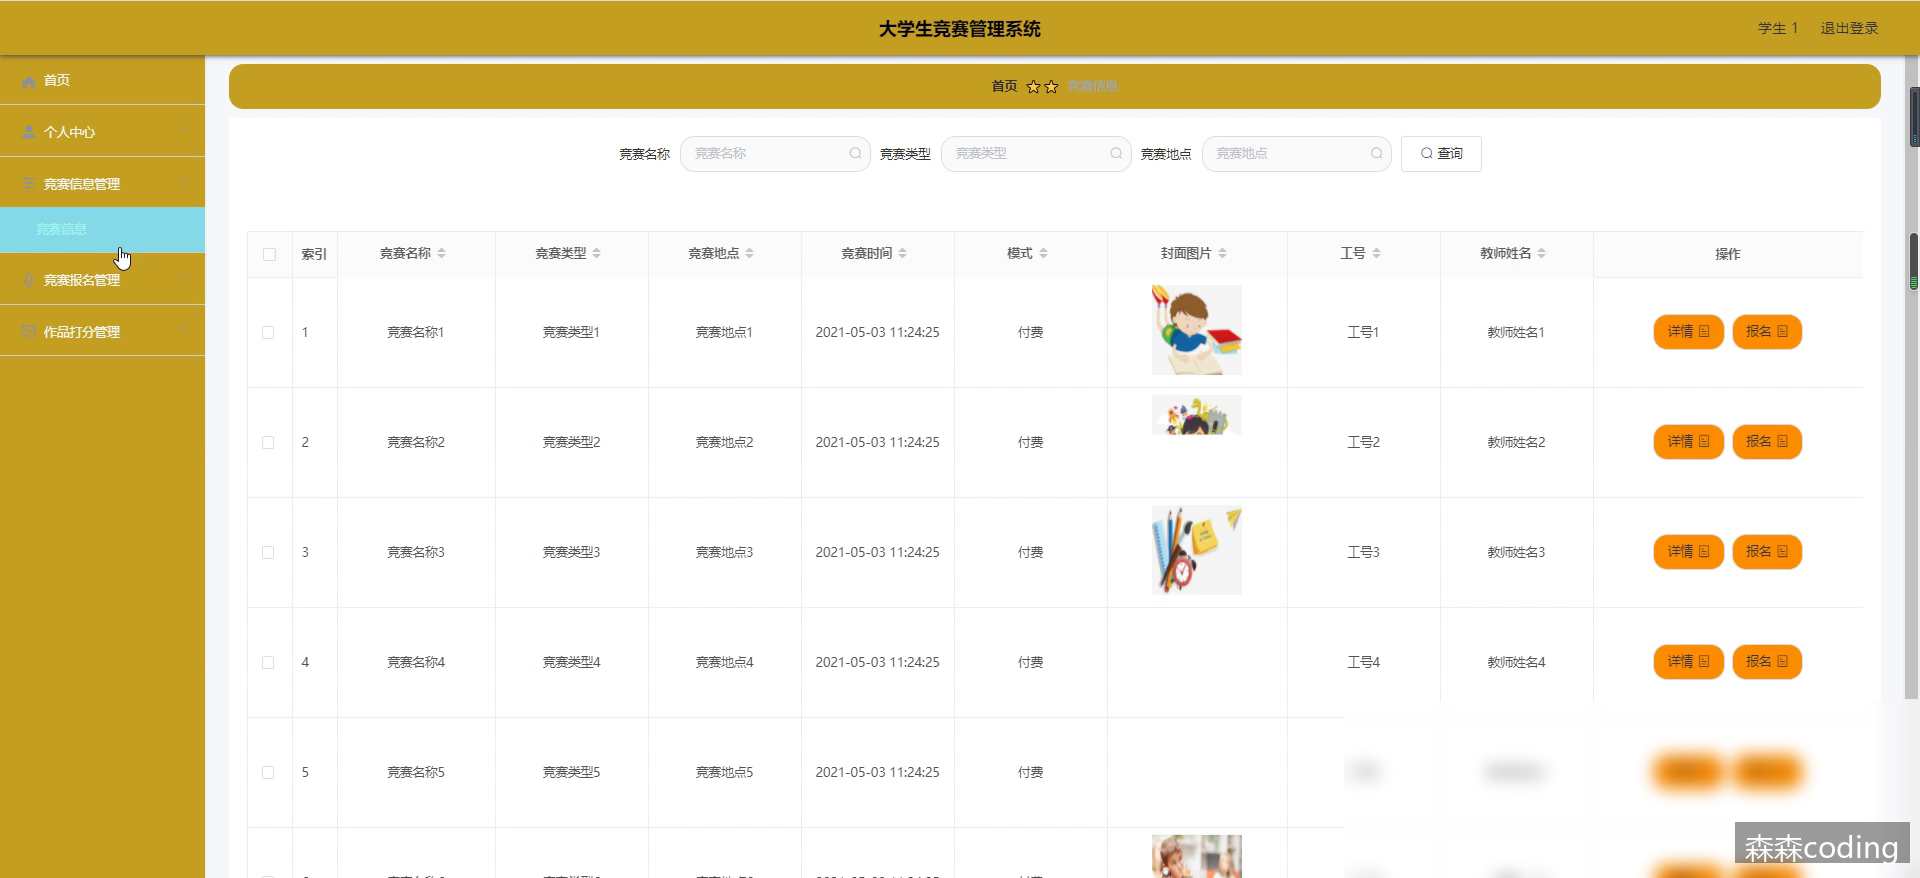 大学生竞赛管理系统
学生 1 退出登录
首页
个人中心
竞赛信息管理
竞赛信息
竞赛报名管理
作品打分管理
首页 竞赛信息
竞赛名称 竞赛名称 竞赛类型 竞赛类型 竞赛地点 竞赛地点 查询
索引 竞赛名称 竞赛类型 竞赛地点 竞赛时间 模式 封面图片 工号 教师姓名 操作
1 竞赛名称1 竞赛类型1 竞赛地点1 2021-05-03 11:24:25 付费 工号1 教师姓名1 详情 报名
2 竞赛名称2 竞赛类型2 竞赛地点2 2021-05-03 11:24:25 付费 工号2 教师姓名2 详情 报名
3 竞赛名称3 竞赛类型3 竞赛地点3 2021-05-03 11:24:25 付费 工号3 教师姓名3 详情 报名
4 竞赛名称4 竞赛类型4 竞赛地点4 2021-05-03 11:24:25 付费 工号4 教师姓名4 详情 报名
5 竞赛名称5 竞赛类型5 竞赛地点5 2021-05-03 11:24:25 付费
森森coding